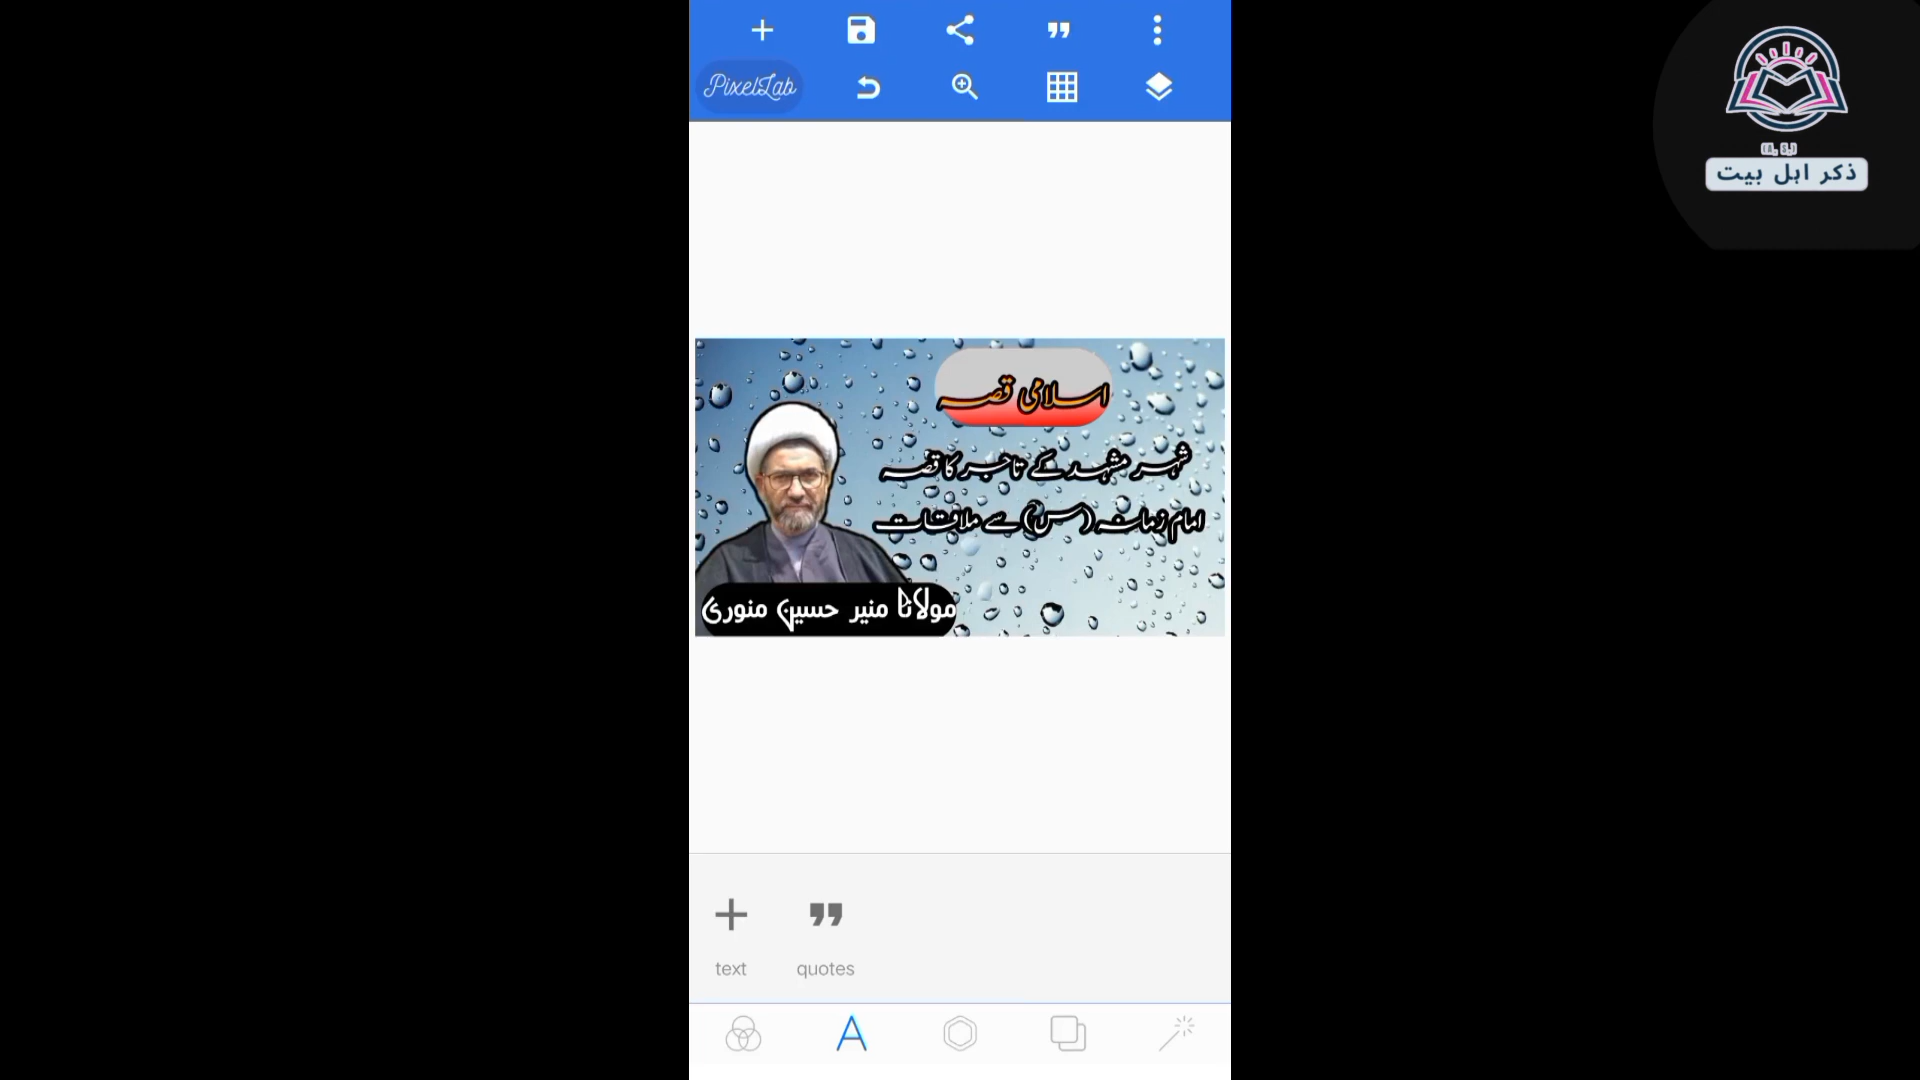 PixelLab
(A, S,)
ذکر اہل بیت
اسلامی قصہ
شہر مشہد کے تاجر کا قصہ
امام زمانہ (س) سے ملاقات
مولانا منیر حسین منوری
text
quotes